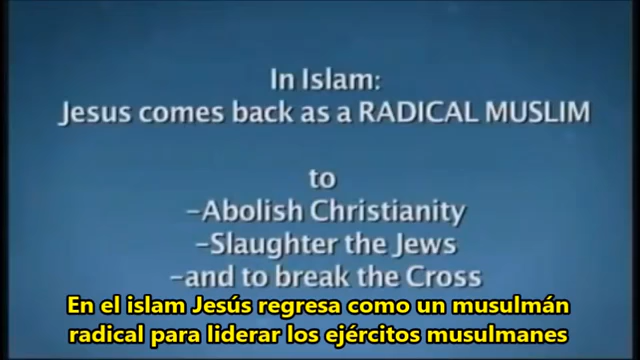 In Islam:
Jesus comes back as a RADICAL MUSLIM
to
-Abolish Christianity
-Slaughter the Jews
-and to break the Cross
En el islam Jesús regresa como un musulmán
radical para liderar los ejércitos musulmanes